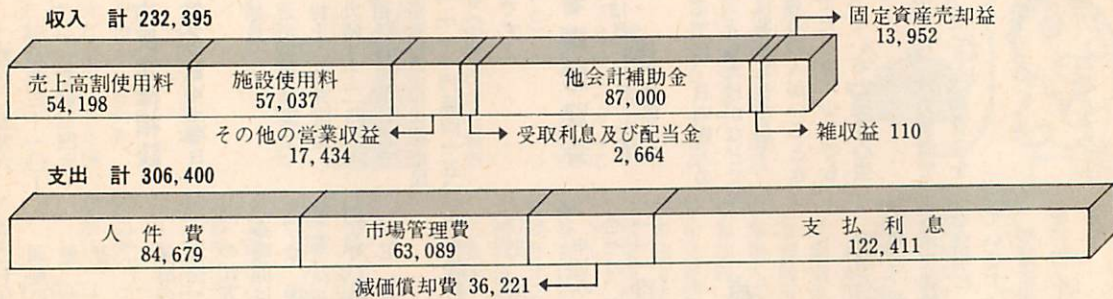 収入 計 232,395
固定資産売却益
13,952
売上高割使用料
54,198
施設使用料
57,037
他会計補助金
87,000
その他の営業収益
17,434
受取利息及び配当金
2,664
雑収益 110
支出 計 306,400
人件費
84,679
市場管理費
63,089
支払利息
122,411
減価償却費 36,221